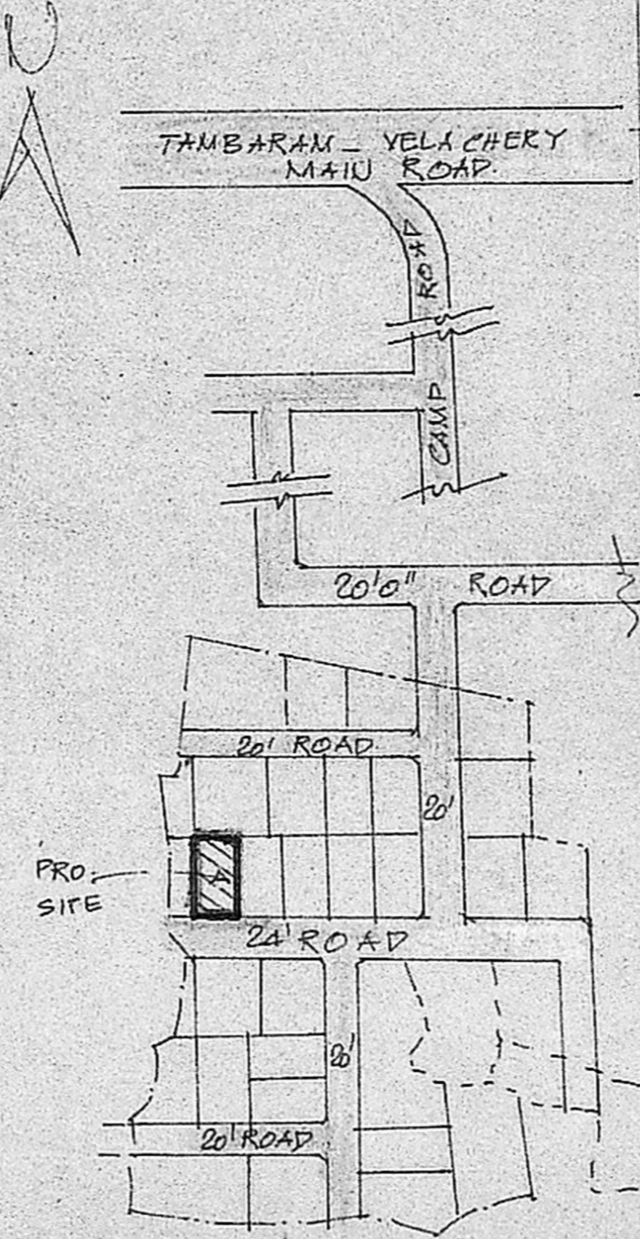 N
TAMBARAM - VELACHERY
MAIN ROAD.
CAMP ROAD
20'0" ROAD
20' ROAD
20'
PRO.
SITE
A
24' ROAD
20'
20' ROAD